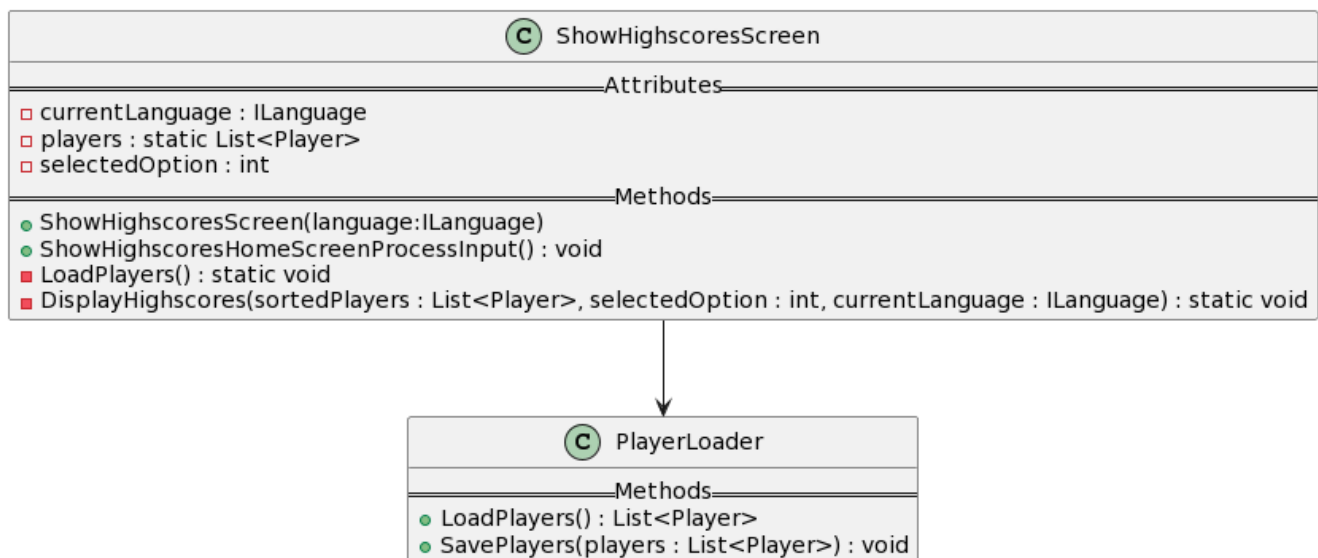 C ShowHighscoresScreen
Attributes
currentLanguage : ILanguage
players : static List<Player>
selectedOption : int
Methods
ShowHighscoresScreen(language:ILanguage)
ShowHighscoresHomeScreenProcessInput() : void
LoadPlayers() : static void
DisplayHighscores(sortedPlayers : List<Player>, selectedOption : int, currentLanguage : ILanguage) : static void
C PlayerLoader
Methods
LoadPlayers() : List<Player>
SavePlayers(players : List<Player>) : void